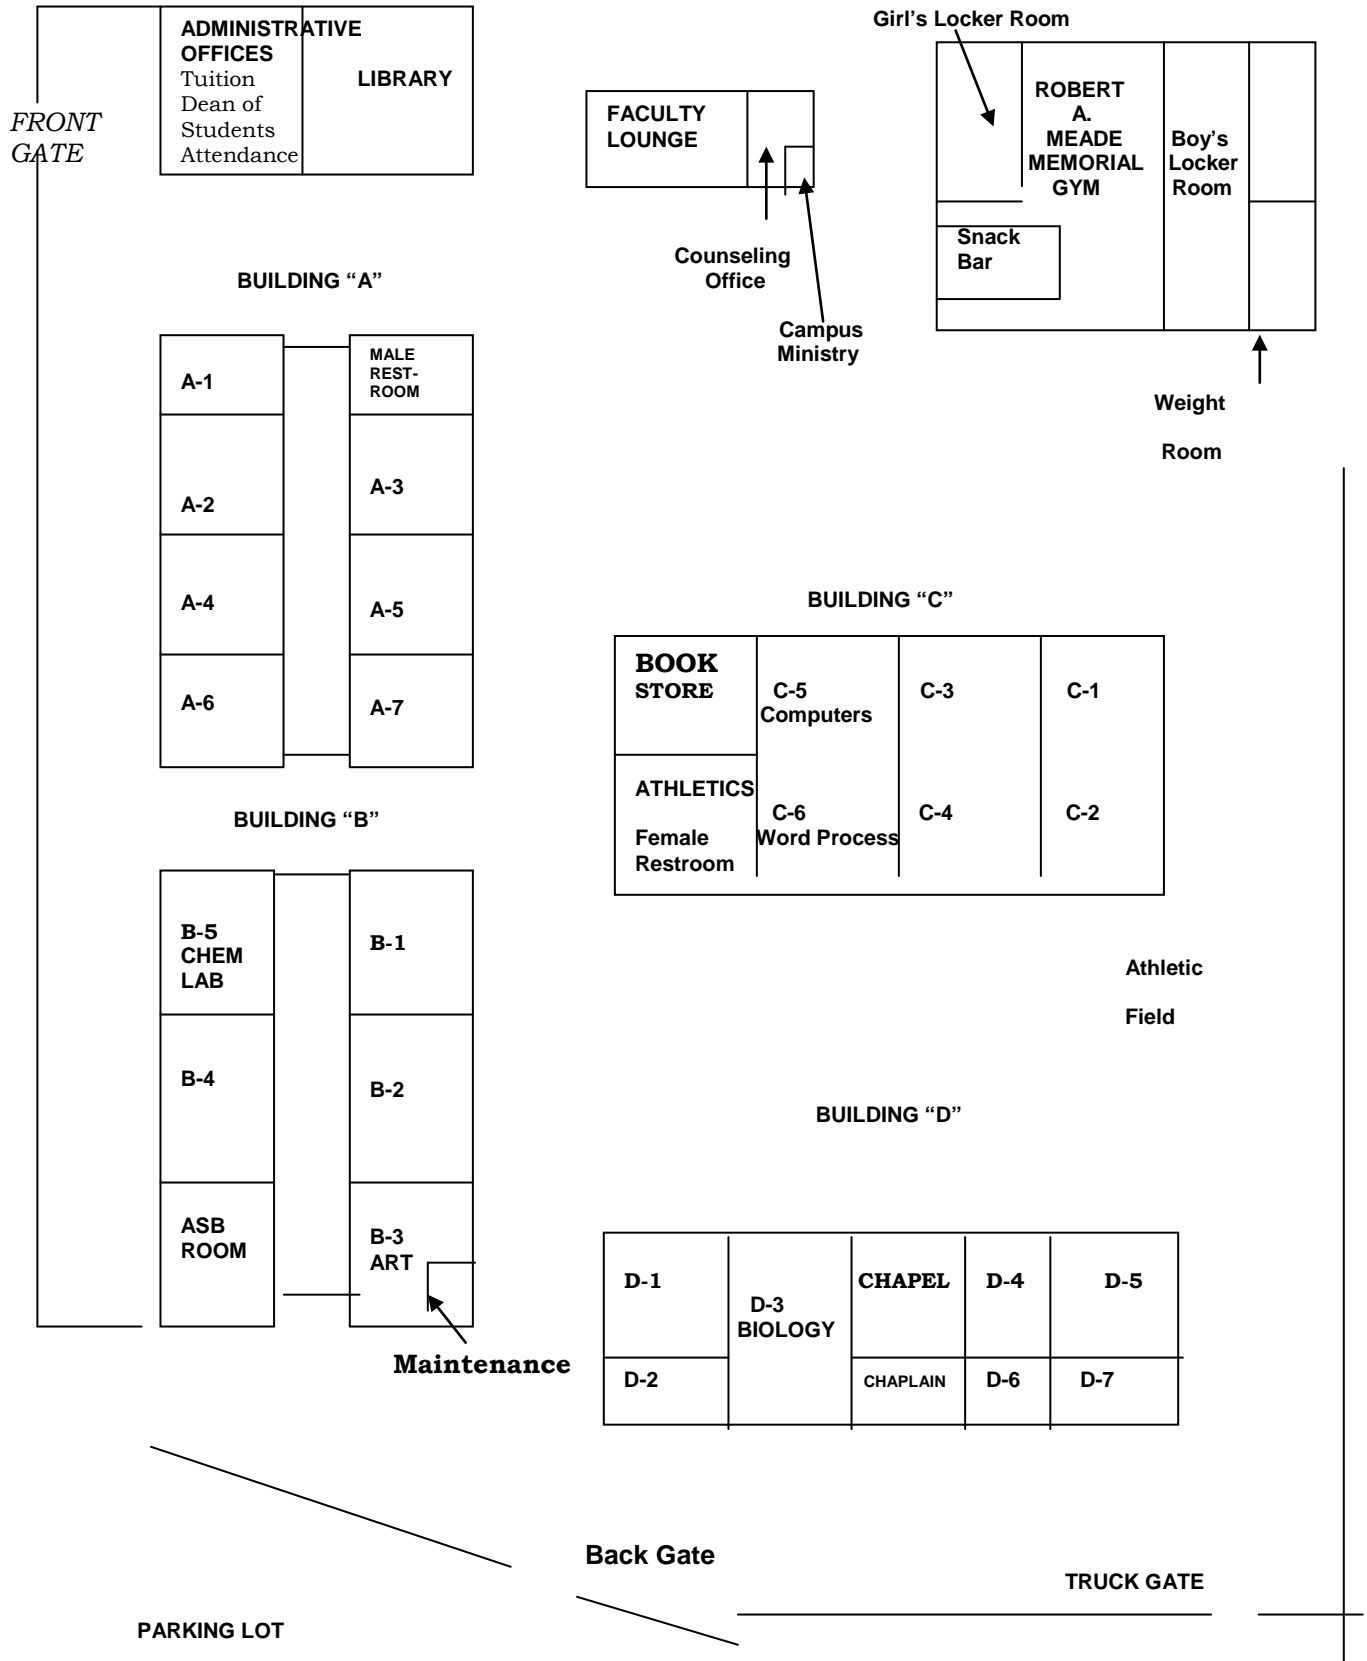 Girl’s Locker Room
ADMINISTRATIVE
OFFICES
Tuition
Dean of
Students
Attendance
LIBRARY
FRONT
GATE
FACULTY
LOUNGE
ROBERT
A.
MEADE
MEMORIAL
GYM
Boy’s
Locker
Room
Snack
Bar
Counseling
Office
Campus
Ministry
Weight
Room
BUILDING “A”
A-1
MALE
REST-
ROOM
A-2
A-3
A-4
A-5
A-6
A-7
BUILDING “C”
BOOK
STORE
C-5
Computers
C-3
C-1
ATHLETICS
Female
Restroom
C-6
Word Process
C-4
C-2
BUILDING “B”
B-5
CHEM
LAB
B-1
B-4
B-2
ASB
ROOM
B-3
ART
Maintenance
Athletic
Field
BUILDING “D”
D-1
D-3
BIOLOGY
CHAPEL
D-4
D-5
D-2
CHAPLAIN
D-6
D-7
Back Gate
TRUCK GATE
PARKING LOT